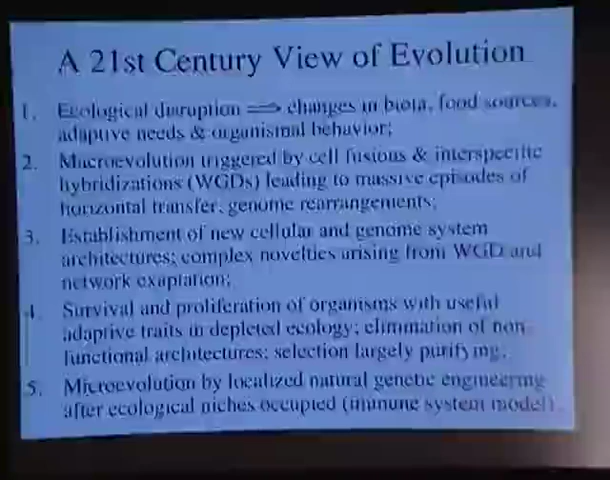 A 21st Century View of Evolution
1. Ecological disruption ⟹ changes in biota, food sources,
adaptive needs & organismal behavior;
2. Macroevolution triggered by cell fusions & interspecific
hybridizations (WGDs) leading to massive episodes of
horizontal transfer, genome rearrangements;
3. Establishment of new cellular and genome system
architectures; complex novelties arising from WGD and
network exaptation;
4. Survival and proliferation of organisms with useful
adaptive traits in depleted ecology; elimination of non-
functional architectures; selection largely purifying;
5. Microevolution by localized natural genetic engineering
after ecological niches occupied (immune system model).